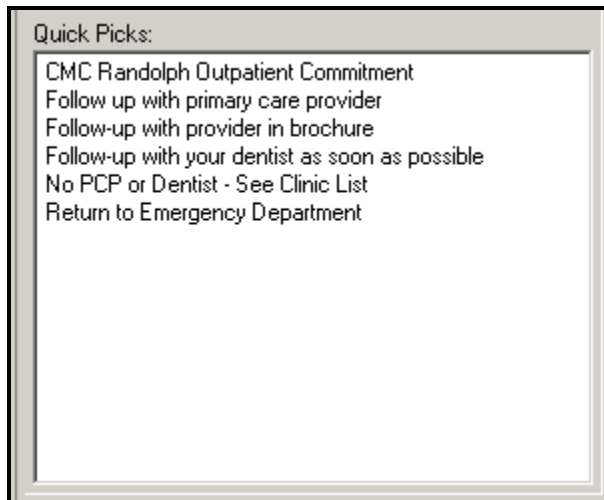 Quick Picks:
CMC Randolph Outpatient Commitment
Follow up with primary care provider
Follow-up with provider in brochure
Follow-up with your dentist as soon as possible
No PCP or Dentist - See Clinic List
Return to Emergency Department